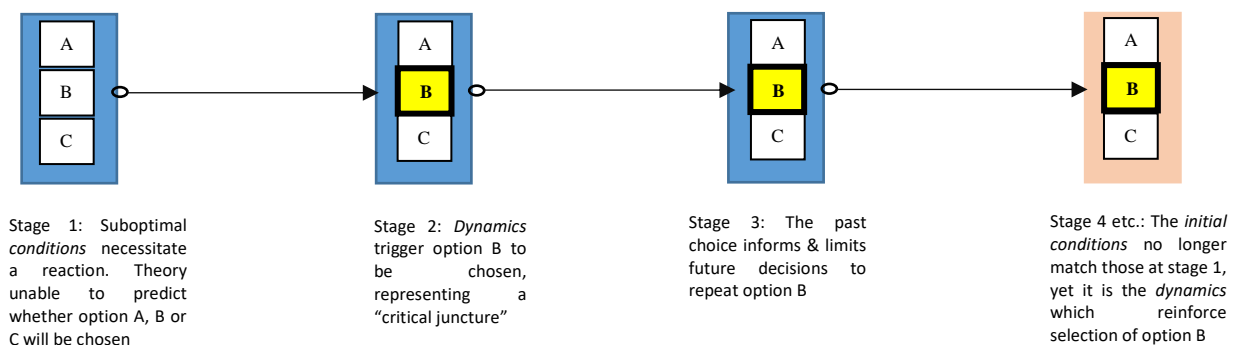 A
B
C
A
B
C
A
B
C
A
B
C
Stage 1: Suboptimal
conditions necessitate
a reaction. Theory
unable to predict
whether option A, B or
C will be chosen
Stage 2: Dynamics
trigger option B to
be chosen,
representing a
“critical juncture”
Stage 3: The past
choice informs & limits
future decisions to
repeat option B
Stage 4 etc.: The initial
conditions no longer
match those at stage 1,
yet it is the dynamics
which reinforce
selection of option B